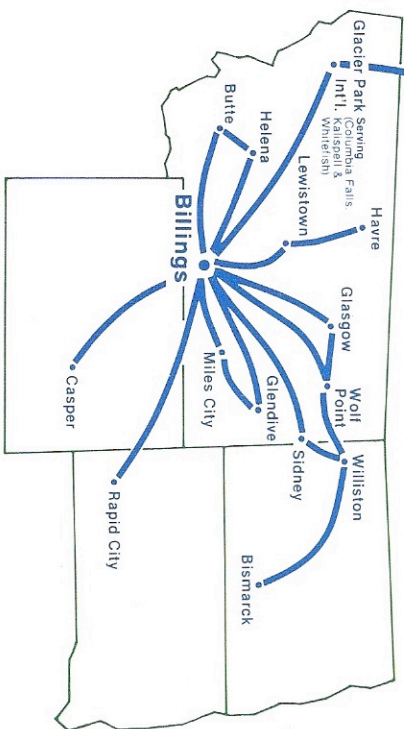 Glacier Park Serving
Int'l. (Columbia Falls,
Kalispell &
Whitefish)
Havre
Glasgow
Wolf
Point
Williston
Lewistown
Helena
Butte
Sidney
Glendive
Miles City
Bismarck
Billings
Rapid City
Casper